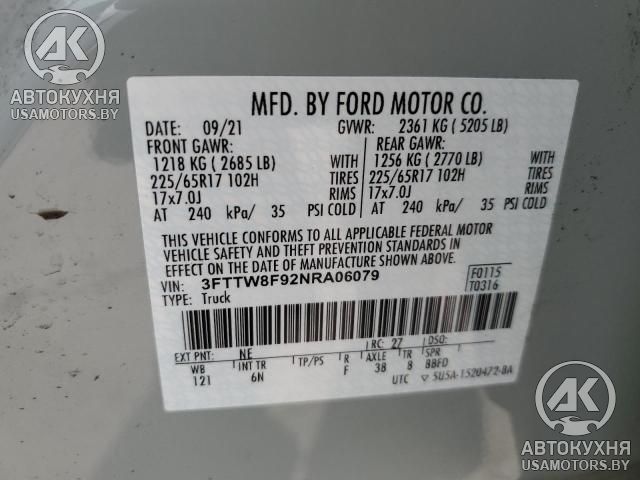 AK
АВТОКУХНЯ
USAMOTORS.BY
MFD. BY FORD MOTOR CO.
DATE: 09/21 GVWR: 2361 KG ( 5205 LB)
FRONT GAWR: REAR GAWR:
1218 KG ( 2685 LB) WITH 1256 KG ( 2770 LB) WITH
225/65R17 102H TIRES 225/65R17 102H TIRES
17x7.0J RIMS 17x7.0J RIMS
AT 240 kPa/ 35 PSI COLD AT 240 kPa/ 35 PSI COLD
THIS VEHICLE CONFORMS TO ALL APPLICABLE FEDERAL MOTOR
VEHICLE SAFETY AND THEFT PREVENTION STANDARDS IN
EFFECT ON THE DATE OF MANUFACTURE SHOWN ABOVE.
VIN: 3FTTW8F92NRA06079 F0115
TYPE: Truck T0316
EXT PNT: NE RC: 27 DSO:
WB INT TR TP/PS R AXLE TR SPR
121 6N F 38 8 BBFD
UTC ▽ 5U5A-1520472-BA
AK
АВТОКУХНЯ
USAMOTORS.BY